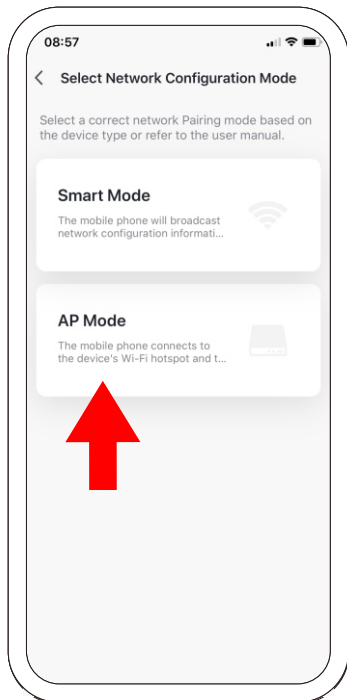 08:57
Select Network Configuration Mode
Select a correct network Pairing mode based on
the device type or refer to the user manual.
Smart Mode
The mobile phone will broadcast
network configuration informati...
AP Mode
The mobile phone connects to
the device's Wi-Fi hotspot and t...